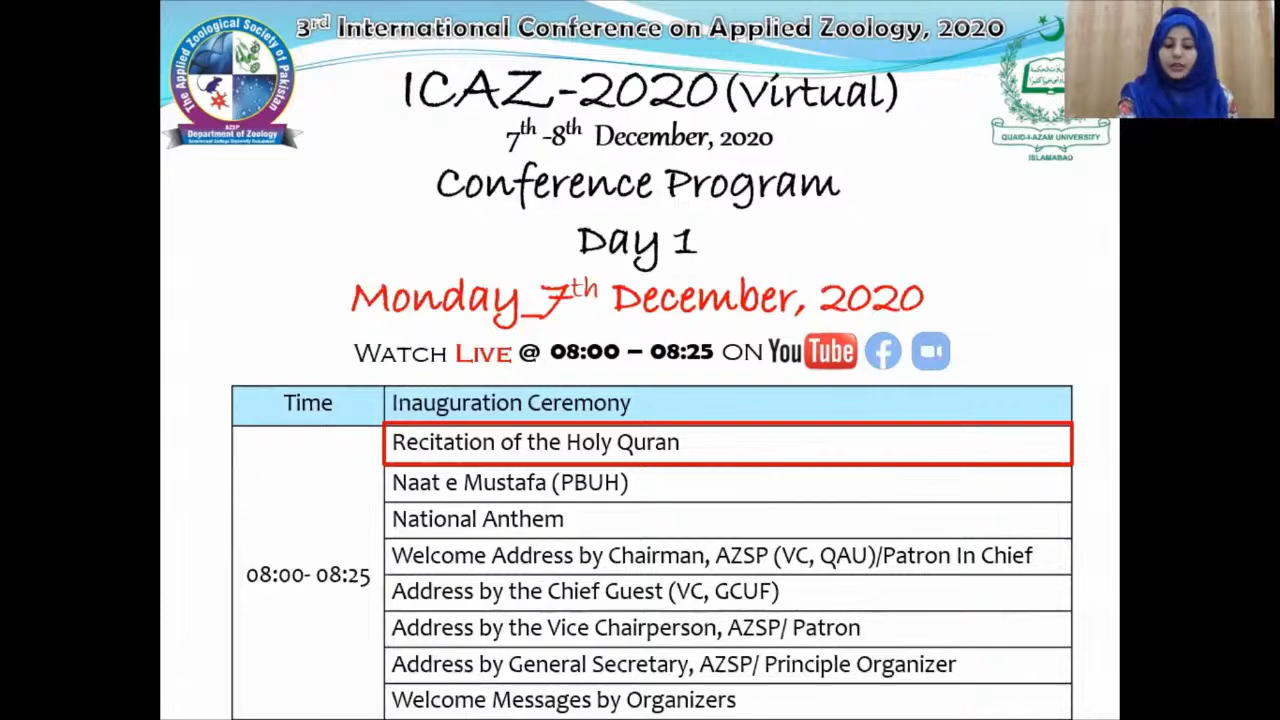 3rd International Conference on Applied Zoology, 2020
The Applied Zoological Society of Pakistan
AZSP
Department of Zoology
ICAZ-2020 (Virtual)
7th -8th December, 2020
QUAID-I-AZAM UNIVERSITY
ISLAMABAD
Conference Program
Day 1
Monday_7th December, 2020
WATCH LIVE @ 08:00 – 08:25 ON YouTube
Time Inauguration Ceremony
08:00- 08:25
Recitation of the Holy Quran
Naat e Mustafa (PBUH)
National Anthem
Welcome Address by Chairman, AZSP (VC, QAU)/Patron In Chief
Address by the Chief Guest (VC, GCUF)
Address by the Vice Chairperson, AZSP/ Patron
Address by General Secretary, AZSP/ Principle Organizer
Welcome Messages by Organizers